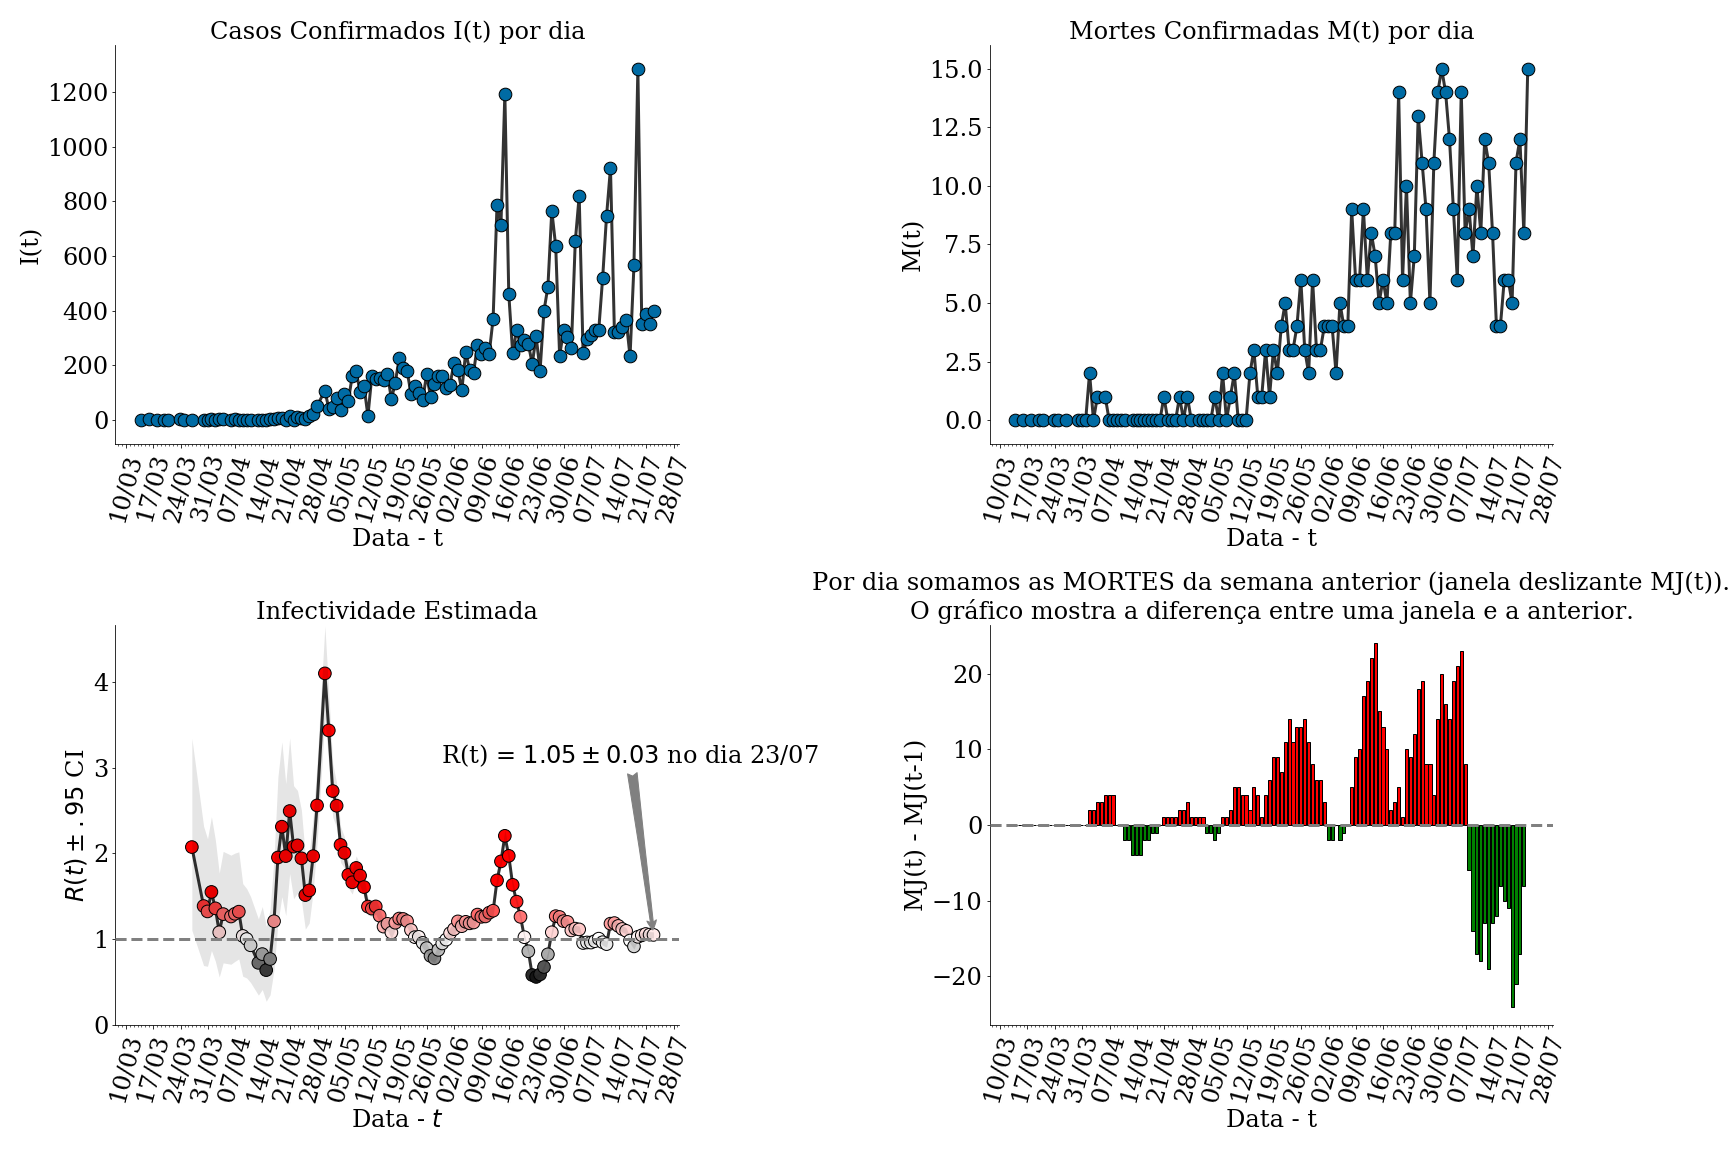 Casos Confirmados I(t) por dia
I(t)
1200
1000
800
600
400
200
0
10/03 17/03 24/03 31/03 07/04 14/04 21/04 28/04 05/05 12/05 19/05 26/05 02/06 09/06 16/06 23/06 30/06 07/07 14/07 21/07 28/07
Data - t
Mortes Confirmadas M(t) por dia
M(t)
15.0
12.5
10.0
7.5
5.0
2.5
0.0
10/03 17/03 24/03 31/03 07/04 14/04 21/04 28/04 05/05 12/05 19/05 26/05 02/06 09/06 16/06 23/06 30/06 07/07 14/07 21/07 28/07
Data - t
Infectividade Estimada
R(t) ± .95 CI
4
3
2
1
0
R(t) = 1.05 ± 0.03 no dia 23/07
10/03 17/03 24/03 31/03 07/04 14/04 21/04 28/04 05/05 12/05 19/05 26/05 02/06 09/06 16/06 23/06 30/06 07/07 14/07 21/07 28/07
Data - t
Por dia somamos as MORTES da semana anterior (janela deslizante MJ(t)).
O gráfico mostra a diferença entre uma janela e a anterior.
MJ(t) - MJ(t-1)
20
10
0
−10
−20
10/03 17/03 24/03 31/03 07/04 14/04 21/04 28/04 05/05 12/05 19/05 26/05 02/06 09/06 16/06 23/06 30/06 07/07 14/07 21/07 28/07
Data - t